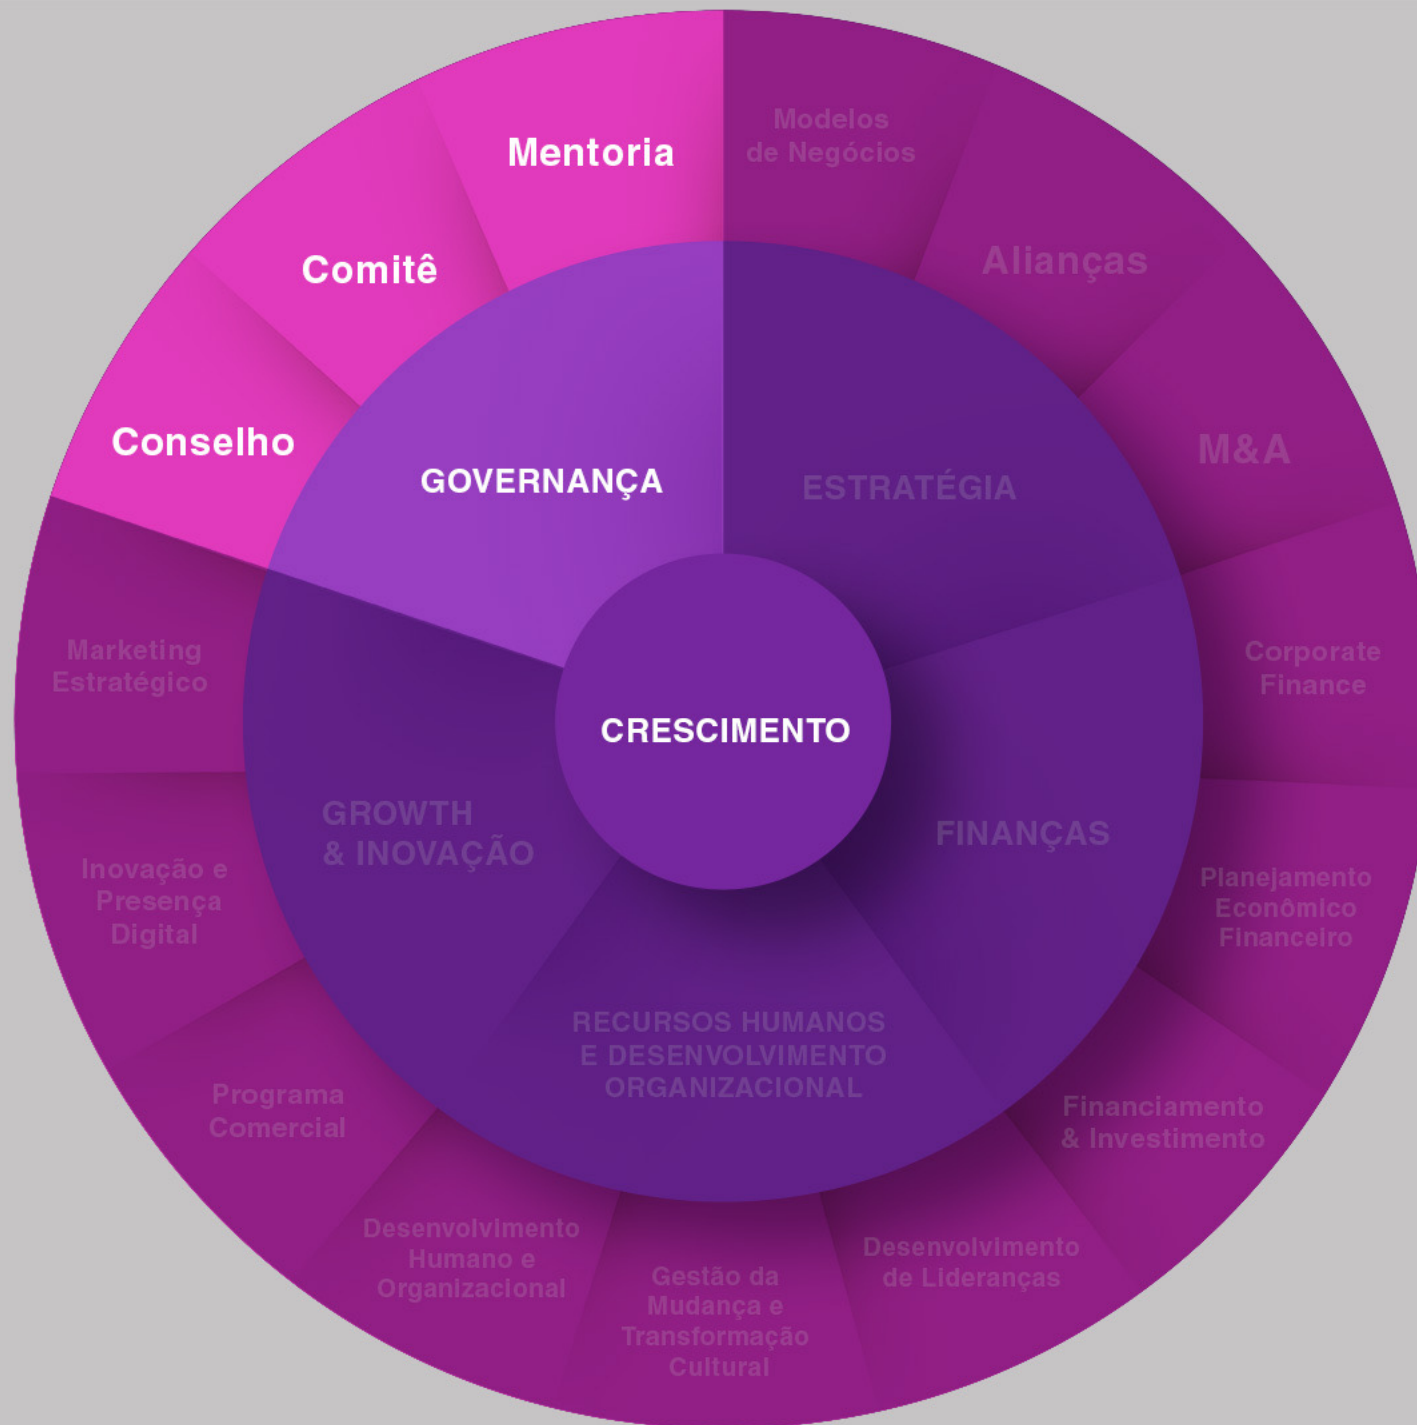 Mentoria
Comitê
Conselho
GOVERNANÇA
Modelos
de Negócios
Alianças
M&A
ESTRATÉGIA
CRESCIMENTO
Corporate
Finance
Planejamento
Econômico
Financeiro
Financiamento
& Investimento
FINANÇAS
RECURSOS HUMANOS
E DESENVOLVIMENTO
ORGANIZACIONAL
Desenvolvimento
de Lideranças
Gestão da
Mudança e
Transformação
Cultural
Desenvolvimento
Humano e
Organizacional
GROWTH
& INOVAÇÃO
Programa
Comercial
Inovação e
Presença
Digital
Marketing
Estratégico